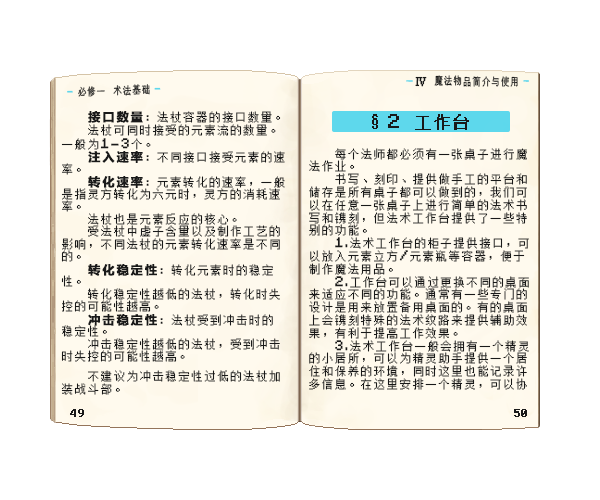 – 必修一 术法基础 –
接口数量：法杖容器的接口数量。
法杖可同时接受的元素流的数量。
一般为1-3个。
注入速率：不同接口接受元素的速
率。
转化速率：元素转化的速率，一般
是指灵方转化为六元时，灵方的消耗速
率。
法杖也是元素反应的核心。
受法杖中虚子含量以及制作工艺的
影响，不同法杖的元素转化速率是不同
的。
转化稳定性：转化元素时的稳定
性。
转化稳定性越低的法杖，转化时失
控的可能性越高。
冲击稳定性：法杖受到冲击时的
稳定性。
冲击稳定性越低的法杖，受到冲击
时失控的可能性越高。
不建议为冲击稳定性过低的法杖加
装战斗部。
49
– Ⅳ 魔法物品简介与使用 –
§2 工作台
每个法师都必须有一张桌子进行魔
法作业。
书写、刻印、提供做手工的平台和
储存是所有桌子都可以做到的，我们可
以在任意一张桌子上进行简单的法术书
写和镌刻，但法术工作台提供了一些特
别的功能。
1.法术工作台的柜子提供接口，可
以放入元素立方/元素瓶等容器，便于
制作魔法用品。
2.工作台可以通过更换不同的桌面
来适应不同的功能。通常有一些专门的
设计是用来放置备用桌面的。有的桌面
上会镌刻特殊的法术纹路来提供辅助效
果，有利于提高工作效果。
3.法术工作台一般会拥有一个精灵
的小居所，可以为精灵助手提供一个居
住和保养的环境，同时这里也能记录许
多信息。在这里安排一个精灵，可以协
50